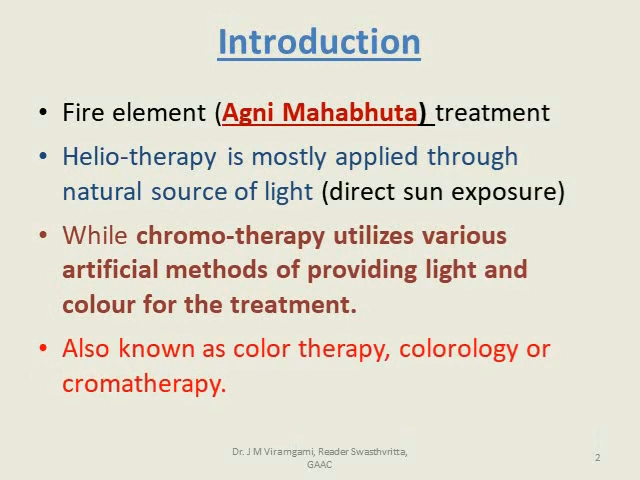 Introduction
• Fire element (Agni Mahabhuta) treatment
• Helio-therapy is mostly applied through
natural source of light (direct sun exposure)
• While chromo-therapy utilizes various
artificial methods of providing light and
colour for the treatment.
• Also known as color therapy, colorology or
cromatherapy.
Dr. J M Viramgami, Reader Swasthvritta,
GAAC
2